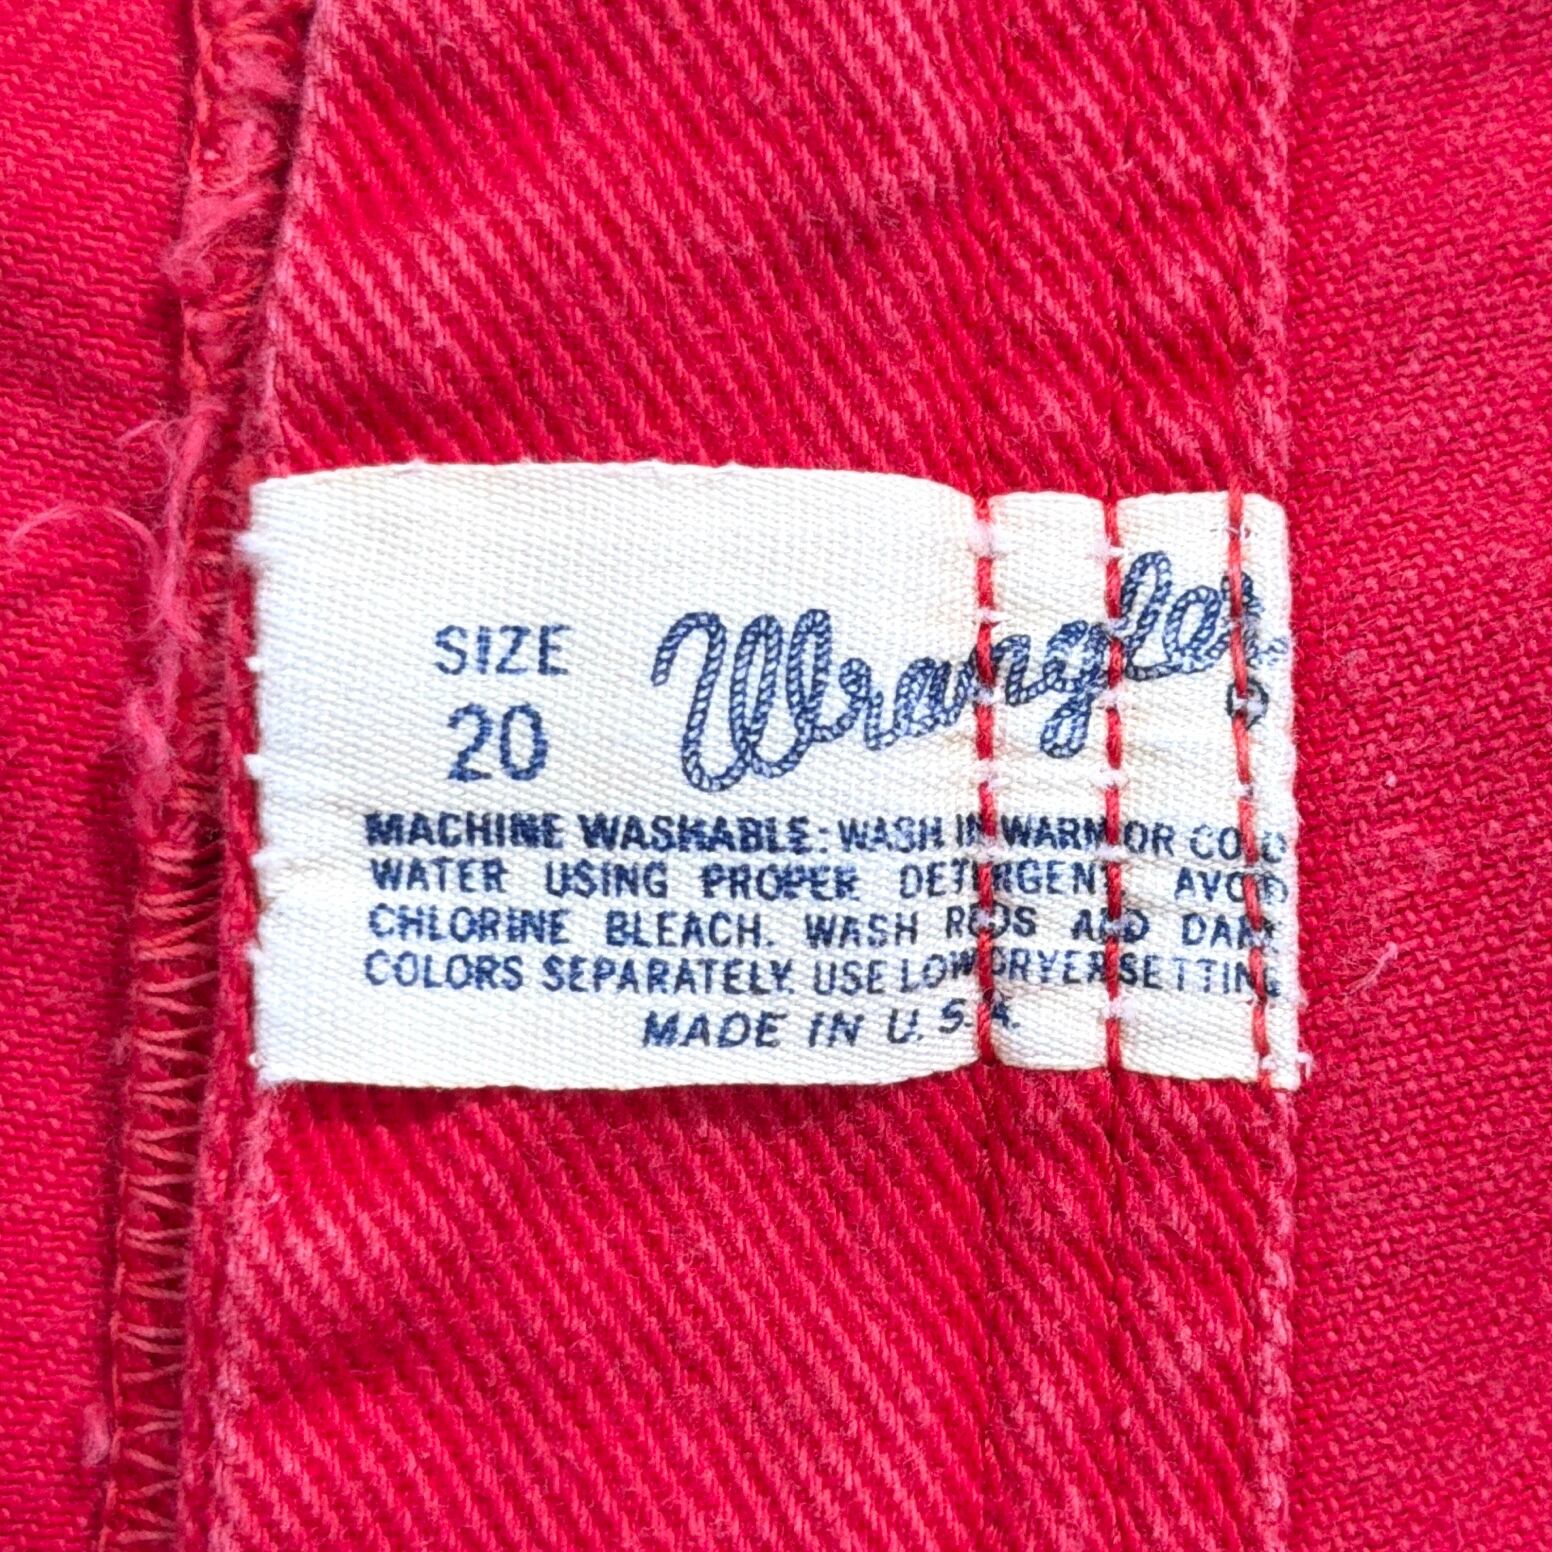 SIZE
20
Wrangler
®
MACHINE WASHABLE: WASH IN WARM OR COLD
WATER USING PROPER DETERGENT. AVOID
CHLORINE BLEACH. WASH REDS AND DARK
COLORS SEPARATELY. USE LOW DRYER SETTING
MADE IN U.S.A.